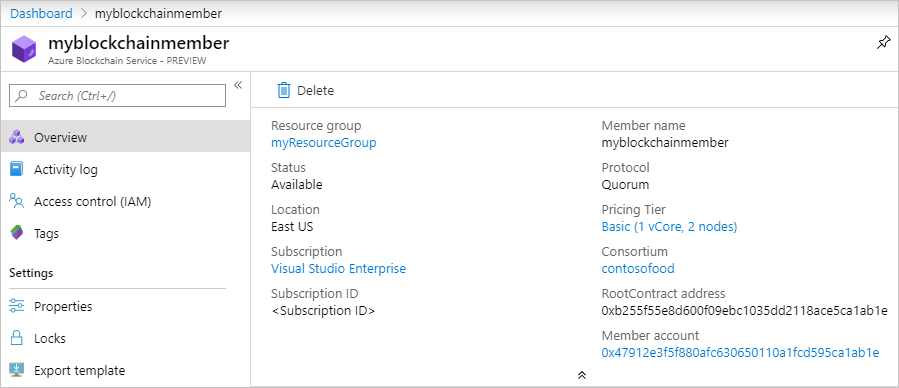 Dashboard > myblockchainmember
myblockchainmember
Azure Blockchain Service - PREVIEW
Search (Ctrl+/)
«
Overview
Activity log
Access control (IAM)
Tags
Settings
Properties
Locks
Export template
Delete
Resource group
myResourceGroup
Status
Available
Location
East US
Subscription
Visual Studio Enterprise
Subscription ID
<Subscription ID>
Member name
myblockchainmember
Protocol
Quorum
Pricing Tier
Basic (1 vCore, 2 nodes)
Consortium
contosofood
RootContract address
0xb255f55e8d600f09ebc1035dd2118ace5ca1ab1e
Member account
0x47912e3f5f880afc630650110a1fcd595ca1ab1e